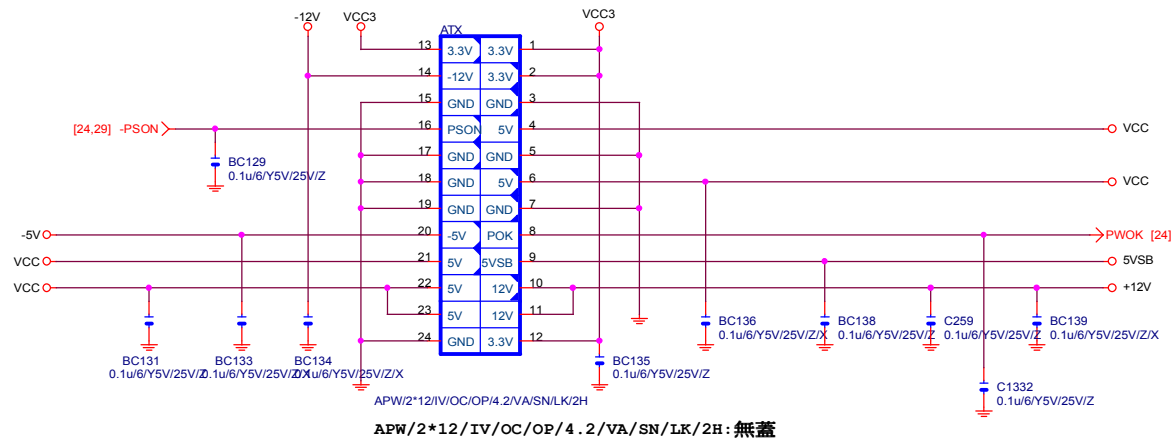 -12V VCC3 VCC3
ATX
13 3.3V 3.3V 1
14 -12V 3.3V 2
15 GND GND 3
[24,29] -PSON 16 PSON 5V 4 VCC
17 GND GND 5
BC129
0.1u/6/Y5V/25V/Z
18 GND 5V 6 VCC
19 GND GND 7
-5V 20 -5V POK 8 PWOK [24]
VCC 21 5V 5VSB 9 5VSB
VCC 22 5V 12V 10 +12V
23 5V 12V 11
24 GND 3.3V 12
BC131
0.1u/6/Y5V/25V/Z
BC133
0.1u/6/Y5V/25V/Z/X
BC134
0.1u/6/Y5V/25V/Z/X
BC135
0.1u/6/Y5V/25V/Z
BC136
0.1u/6/Y5V/25V/Z/X
BC138
0.1u/6/Y5V/25V/Z
C259
0.1u/6/Y5V/25V/Z
BC139
0.1u/6/Y5V/25V/Z/X
C1332
0.1u/6/Y5V/25V/Z
APW/2*12/IV/OC/OP/4.2/VA/SN/LK/2H
APW/2*12/IV/OC/OP/4.2/VA/SN/LK/2H:無蓋